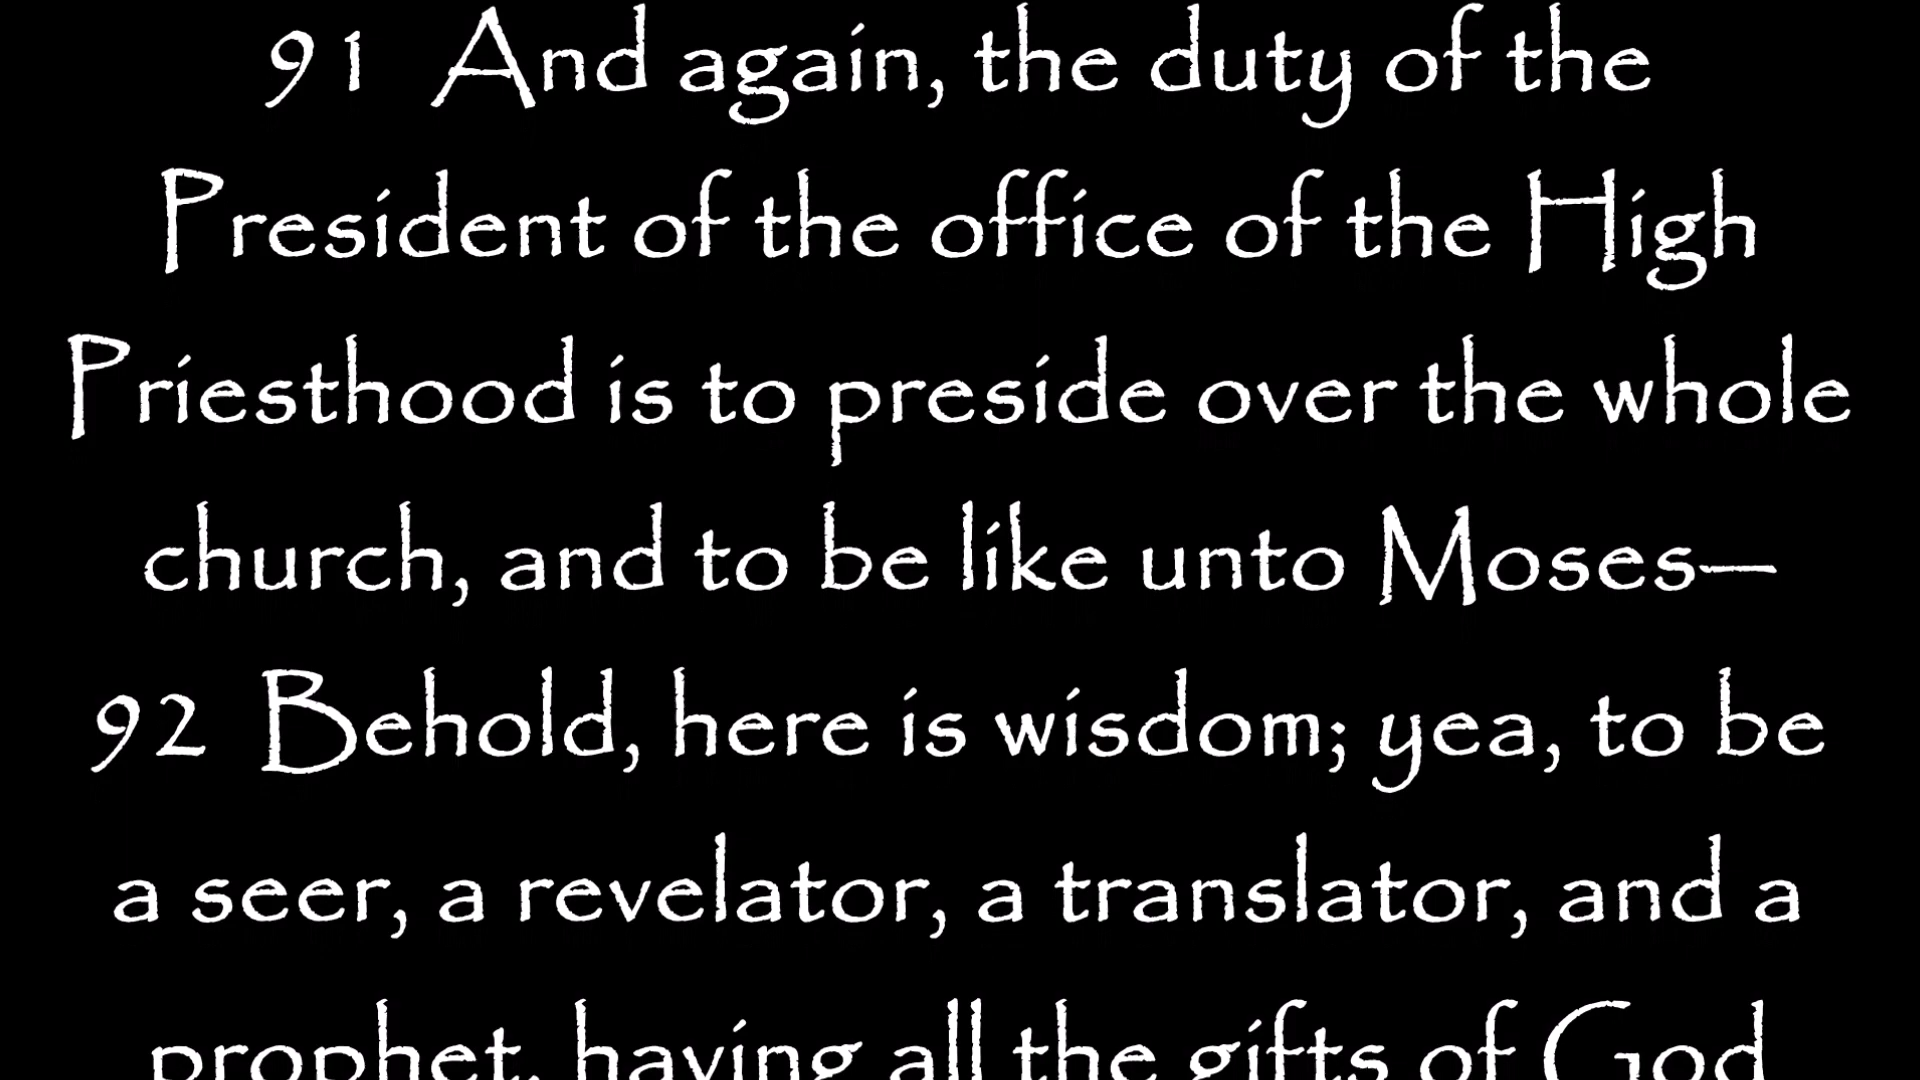 91 And again, the duty of the
President of the office of the High
Priesthood is to preside over the whole
church, and to be like unto Moses—
92 Behold, here is wisdom; yea, to be
a seer, a revelator, a translator, and a
prophet, having all the gifts of God